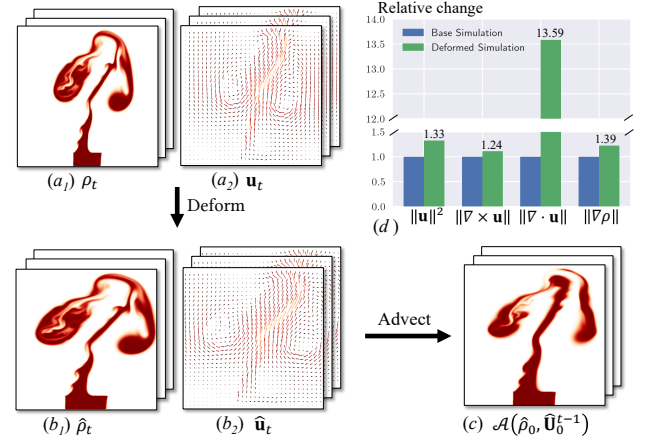 Relative change
14.0
13.5
13.0
12.5
12.0
1.5
1.0
0.5
0.0
Base Simulation
Deformed Simulation
13.59
1.33
1.24
1.39
‖𝐮‖² ‖∇ × 𝐮‖ ‖∇ · 𝐮‖ ‖∇ρ‖
(d)
(a₁) ρₜ
(a₂) 𝐮ₜ
Deform
Advect
(b₁) ρ̂ₜ
(b₂) 𝐮̂ₜ
(c) 𝒜(ρ̂₀, 𝐔̂₀ᵗ⁻¹)